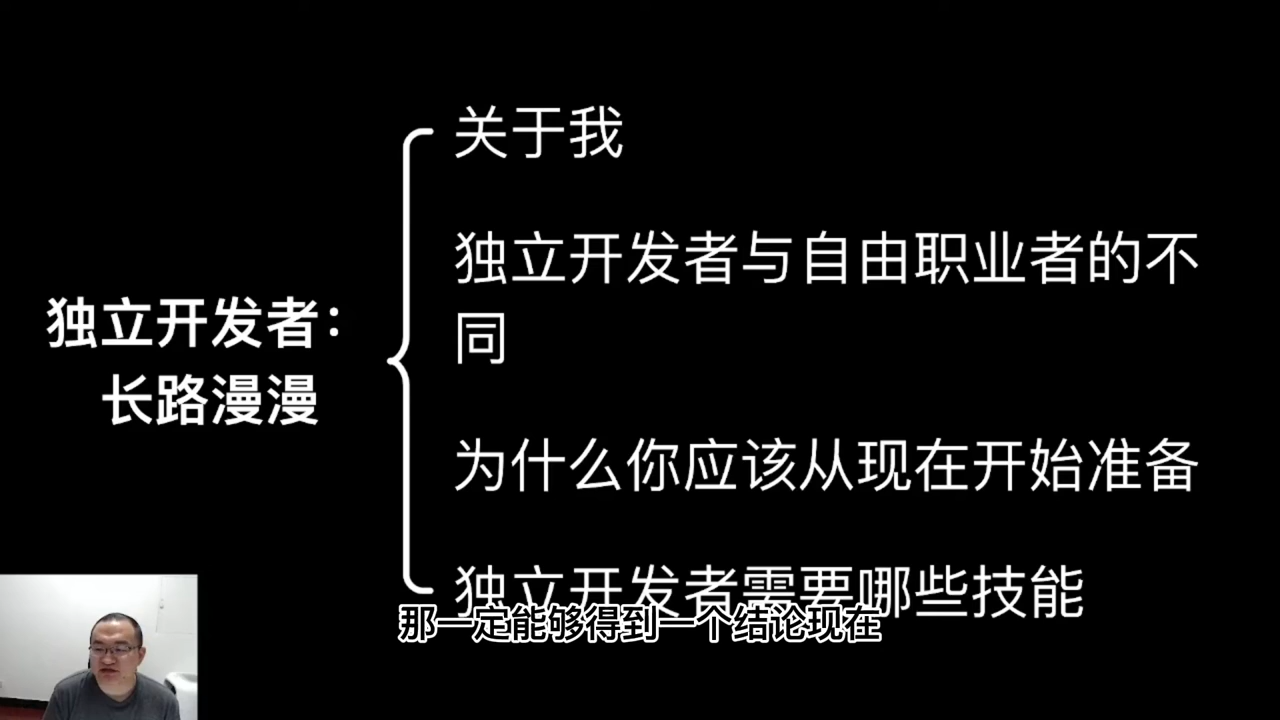 关于我
独立开发者与自由职业者的不
同
独立开发者：
长路漫漫
为什么你应该从现在开始准备
独立开发者需要哪些技能
那一定能够得到一个结论现在